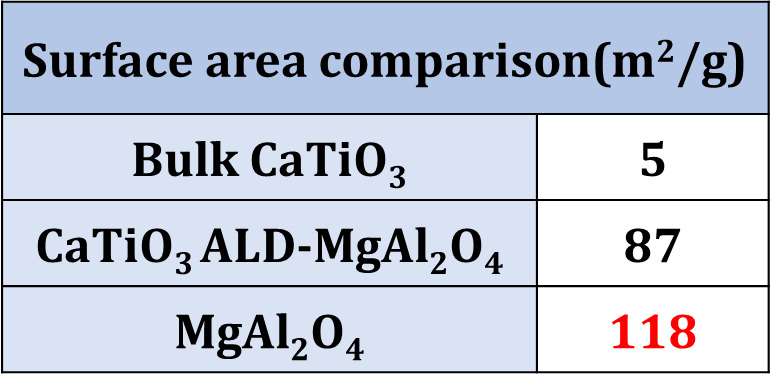 Surface area comparison(m²/g)
Bulk CaTiO₃ 5
CaTiO₃ ALD-MgAl₂O₄ 87
MgAl₂O₄ 118